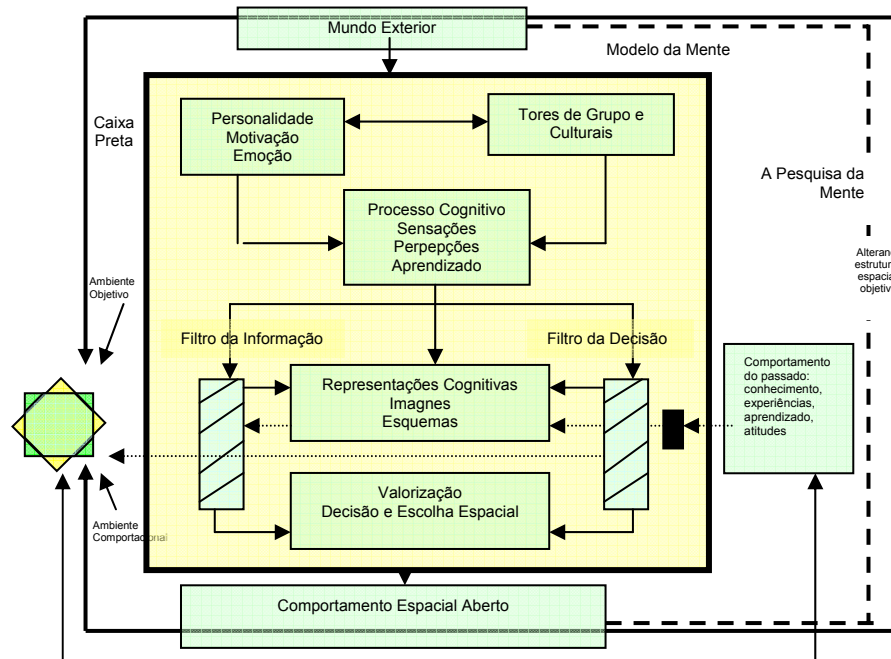 Mundo Exterior
Modelo da Mente
Caixa
Preta
Personalidade
Motivação
Emoção
Tores de Grupo e
Culturais
A Pesquisa da
Mente
Processo Cognitivo
Sensações
Perpepções
Aprendizado
Ambiente
Objetivo
Filtro da Informação
Filtro da Decisão
Representações Cognitivas
Imagnes
Esquemas
Comportamento
do passado:
conhecimento,
experiências,
aprendizado,
atitudes
Valorização
Decisão e Escolha Espacial
Ambiente
Comportacional
Comportamento Espacial Aberto